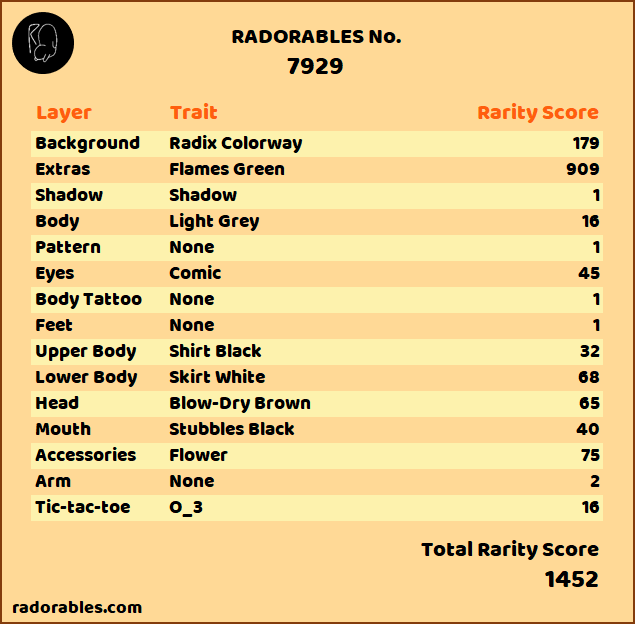 RADORABLES No.
7929
Layer Trait Rarity Score
Background Radix Colorway 179
Extras Flames Green 909
Shadow Shadow 1
Body Light Grey 16
Pattern None 1
Eyes Comic 45
Body Tattoo None 1
Feet None 1
Upper Body Shirt Black 32
Lower Body Skirt White 68
Head Blow-Dry Brown 65
Mouth Stubbles Black 40
Accessories Flower 75
Arm None 2
Tic-tac-toe O_3 16
Total Rarity Score
1452
radorables.com